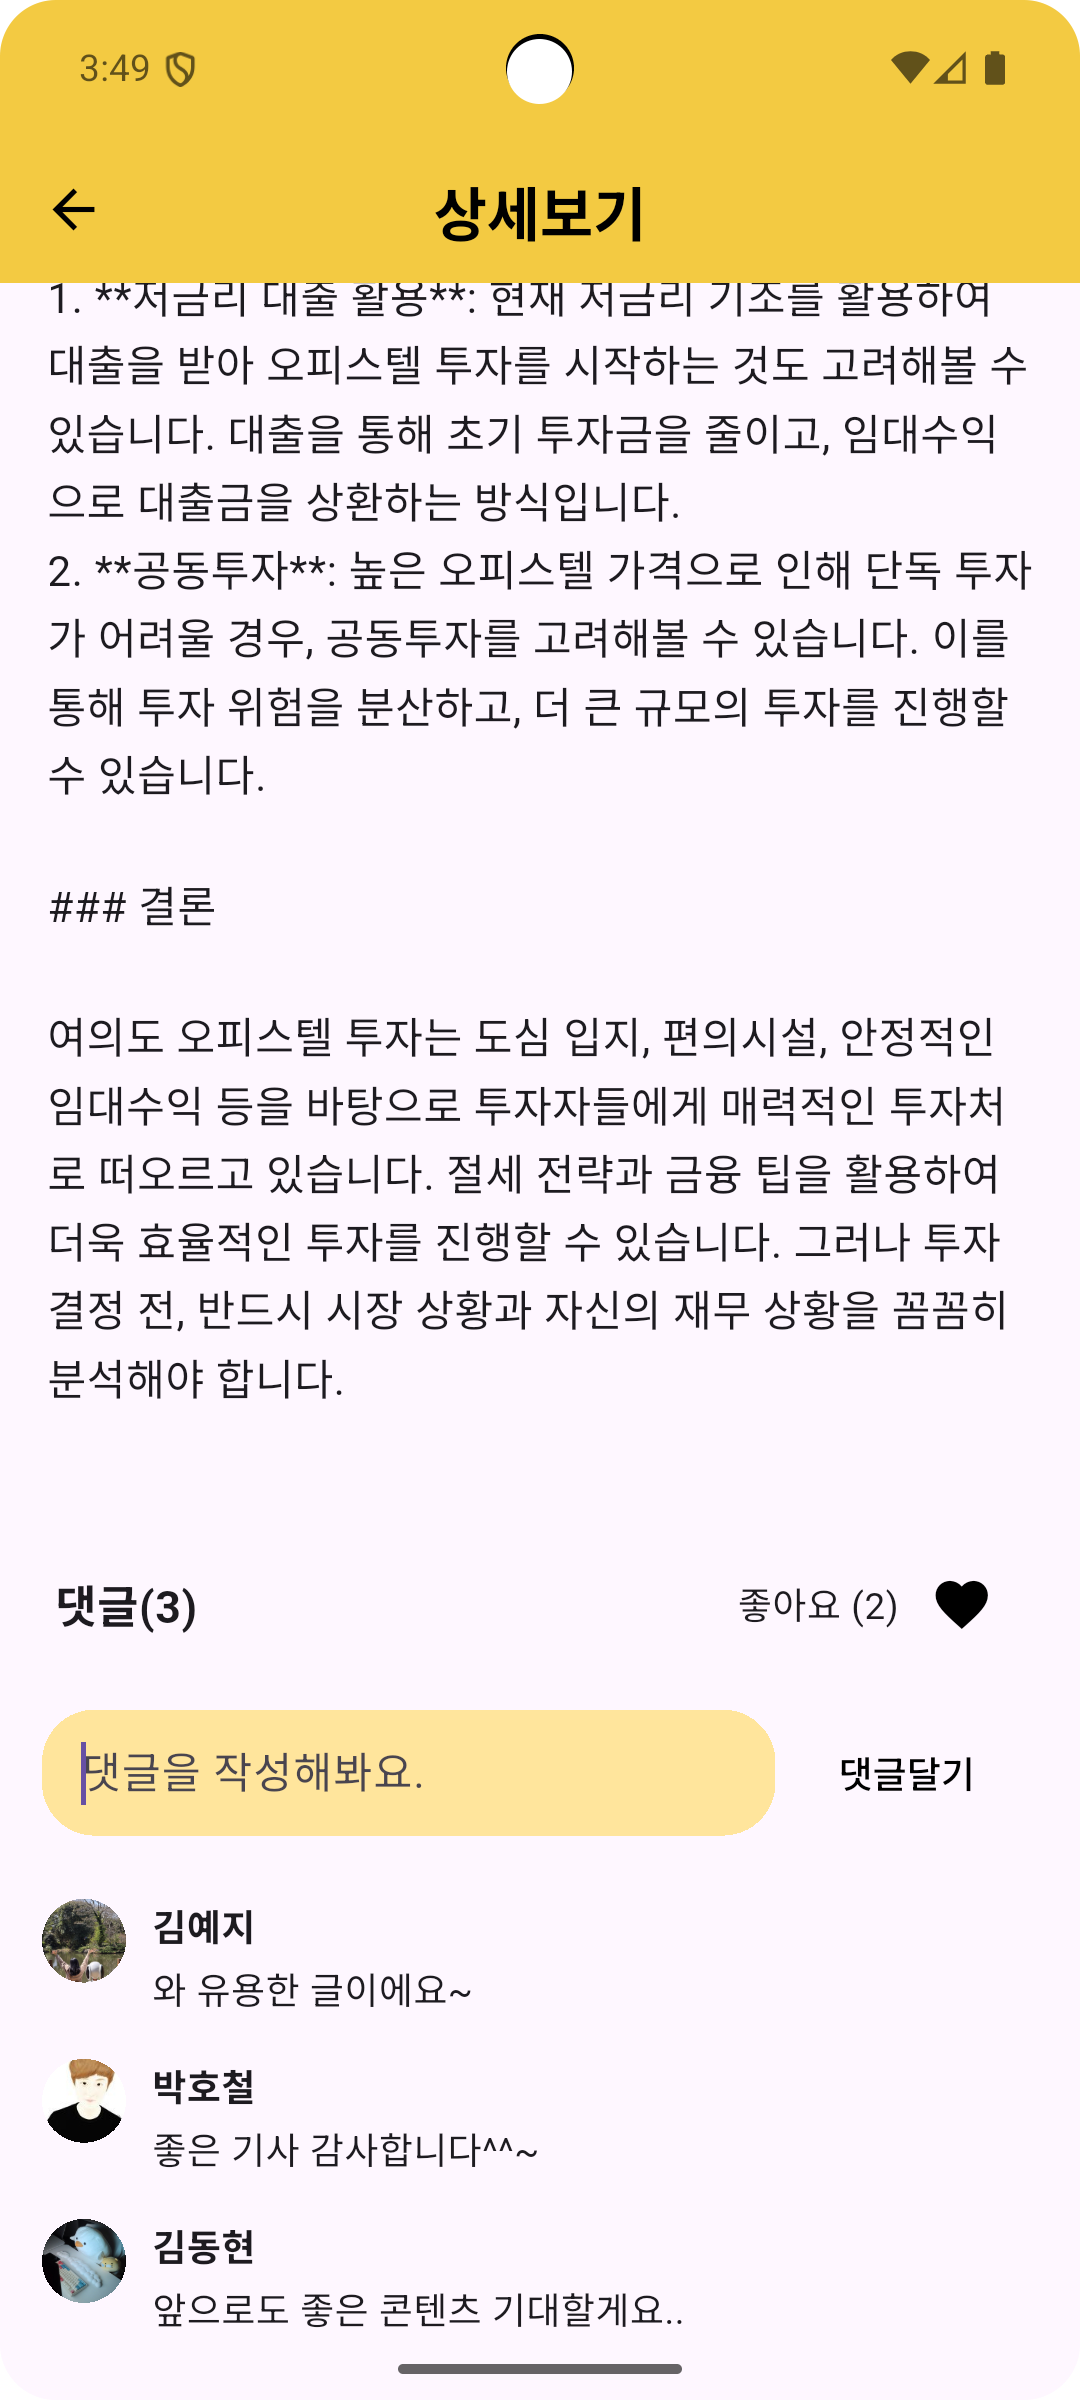 3:49
상세보기
1. **저금리 대출 활용**: 현재 저금리 기조를 활용하여
대출을 받아 오피스텔 투자를 시작하는 것도 고려해볼 수
있습니다. 대출을 통해 초기 투자금을 줄이고, 임대수익
으로 대출금을 상환하는 방식입니다.
2. **공동투자**: 높은 오피스텔 가격으로 인해 단독 투자
가 어려울 경우, 공동투자를 고려해볼 수 있습니다. 이를
통해 투자 위험을 분산하고, 더 큰 규모의 투자를 진행할
수 있습니다.
### 결론
여의도 오피스텔 투자는 도심 입지, 편의시설, 안정적인
임대수익 등을 바탕으로 투자자들에게 매력적인 투자처
로 떠오르고 있습니다. 절세 전략과 금융 팁을 활용하여
더욱 효율적인 투자를 진행할 수 있습니다. 그러나 투자
결정 전, 반드시 시장 상황과 자신의 재무 상황을 꼼꼼히
분석해야 합니다.
댓글(3)
좋아요 (2)
댓글을 작성해봐요.
댓글달기
김예지
와 유용한 글이에요~
박호철
좋은 기사 감사합니다^^~
김동현
앞으로도 좋은 콘텐츠 기대할게요..